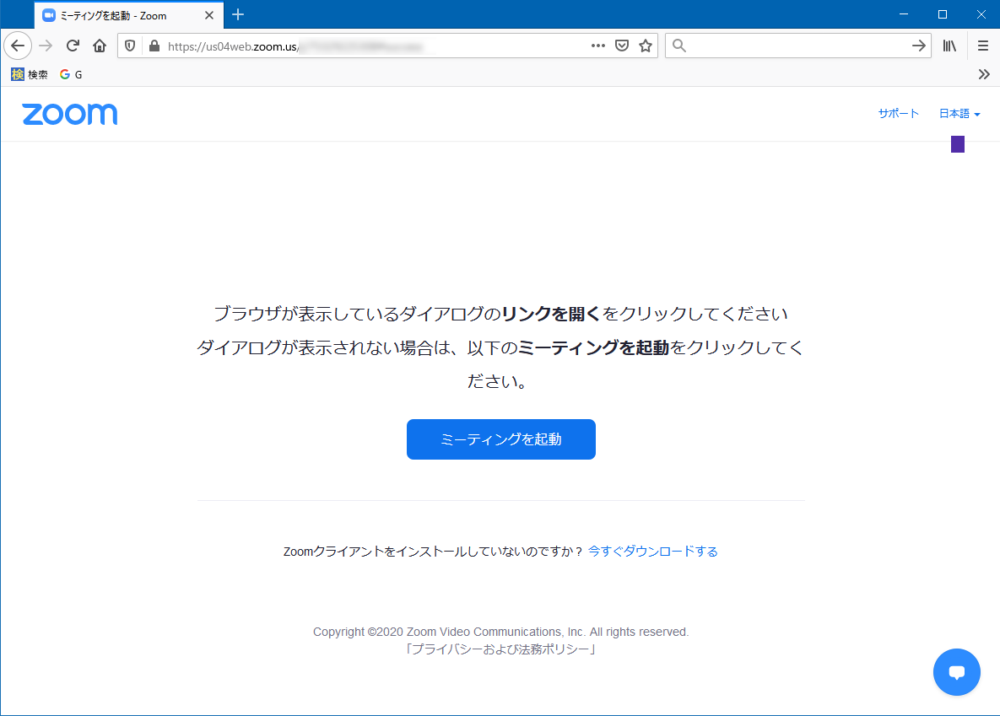 ミーティングを起動 - Zoom
https://us04web.zoom.us/
検 検索 G G
zoom
サポート 日本語
ブラウザが表示しているダイアログのリンクを開くをクリックしてください
ダイアログが表示されない場合は、以下のミーティングを起動をクリックしてく
ださい。
ミーティングを起動
Zoomクライアントをインストールしていないのですか？ 今すぐダウンロードする
Copyright ©2020 Zoom Video Communications, Inc. All rights reserved.
「プライバシーおよび法務ポリシー」